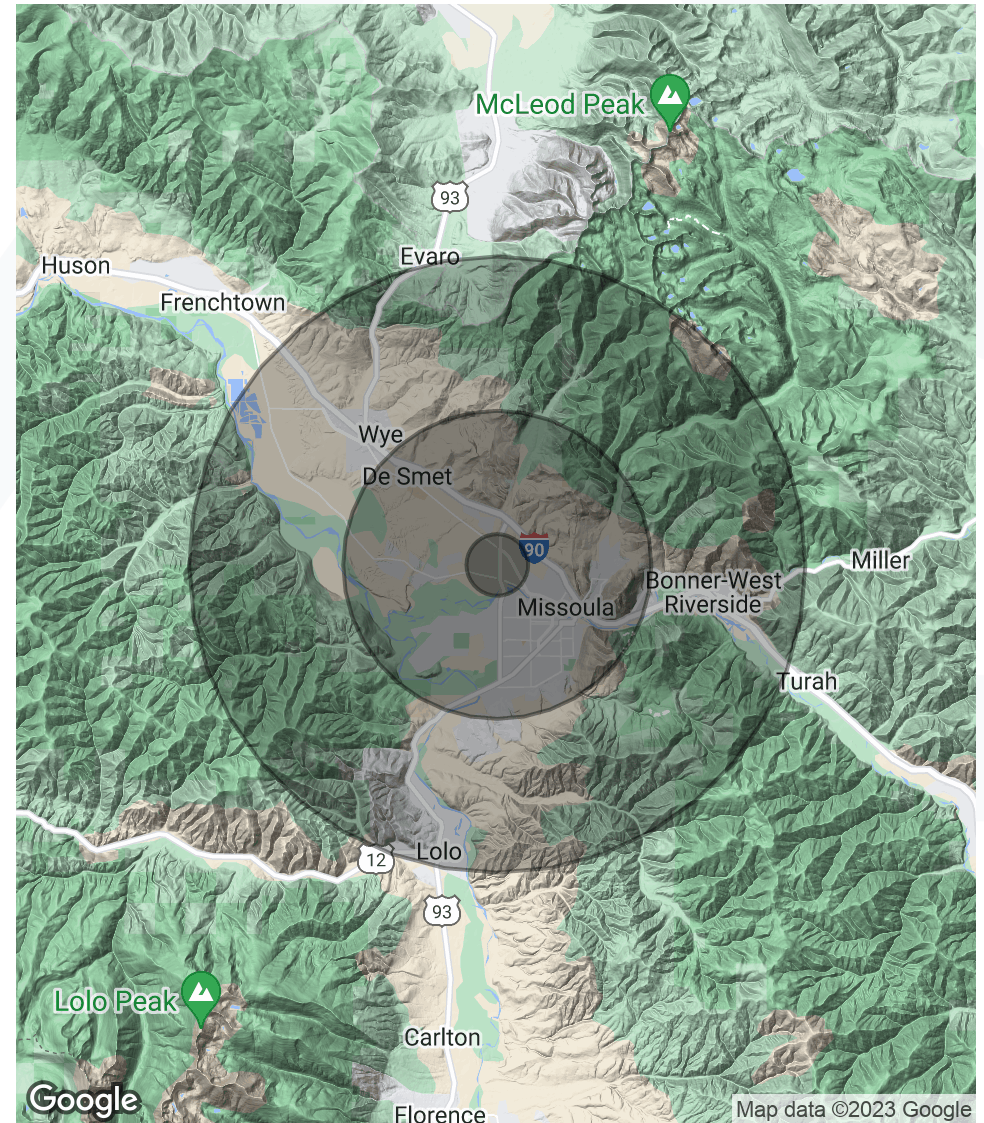 McLeod Peak
93
Evaro
Huson
Frenchtown
Wye
De Smet
90
Miller
Bonner-West
Riverside
Missoula
Turah
Lolo
12
93
Lolo Peak
Carlton
Google
Map data ©2023 Google
Florence